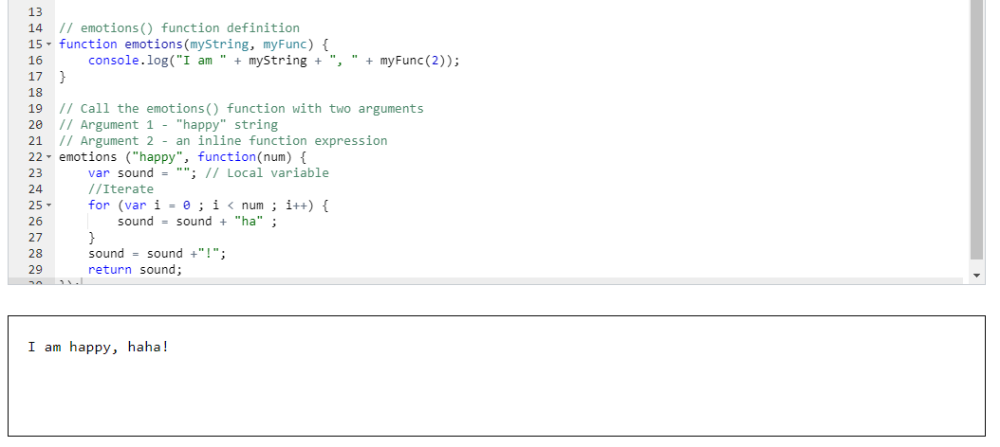 13
14 // emotions() function definition
15 function emotions(myString, myFunc) {
16 console.log("I am " + myString + ", " + myFunc(2));
17 }
18
19 // Call the emotions() function with two arguments
20 // Argument 1 - "happy" string
21 // Argument 2 - an inline function expression
22 emotions ("happy", function(num) {
23 var sound = ""; // Local variable
24 //Iterate
25 for (var i = 0 ; i < num ; i++) {
26 sound = sound + "ha" ;
27 }
28 sound = sound +"!";
29 return sound;
30 });
I am happy, haha!